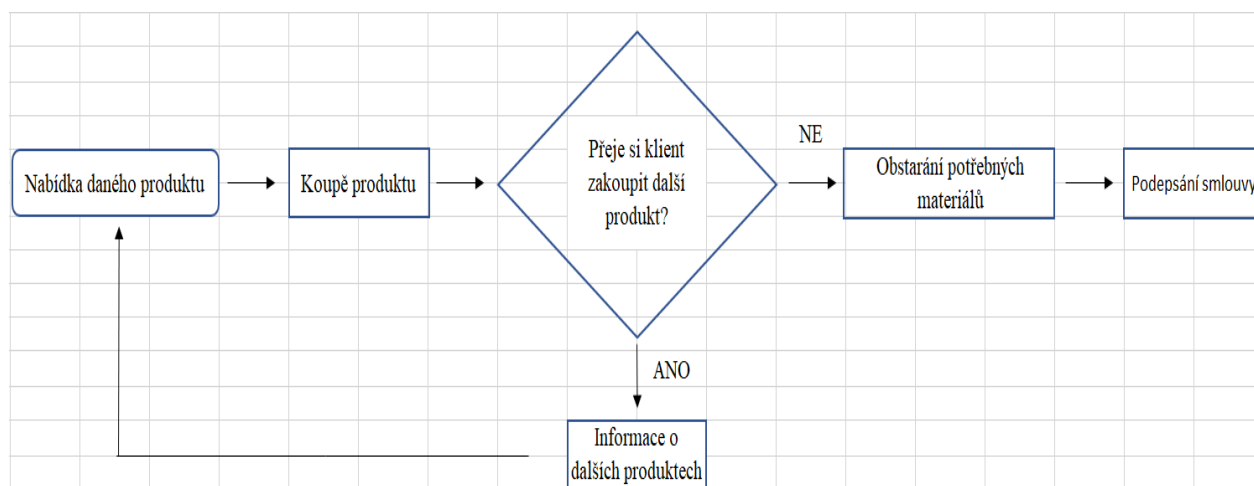 Nabídka daného produktu
Koupě produktu
Přeje si klient
zakoupit další
produkt?
NE
Obstarání potřebných
materiálů
Podepsání smlouvy
ANO
Informace o
dalších produktech